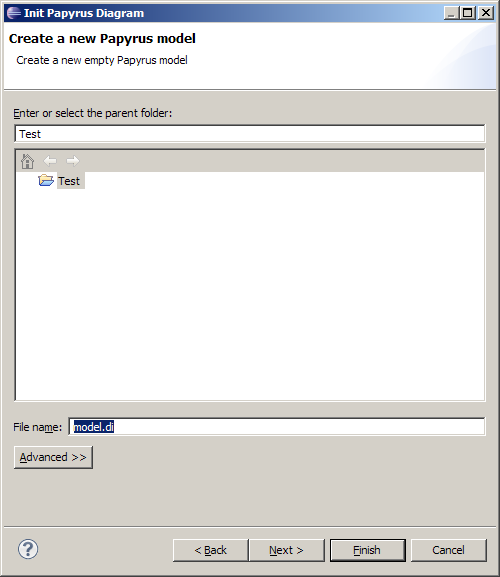 Init Papyrus Diagram
Create a new Papyrus model
Create a new empty Papyrus model
Enter or select the parent folder:
Test
Test
File name: model.di
Advanced >>
? < Back Next > Finish Cancel